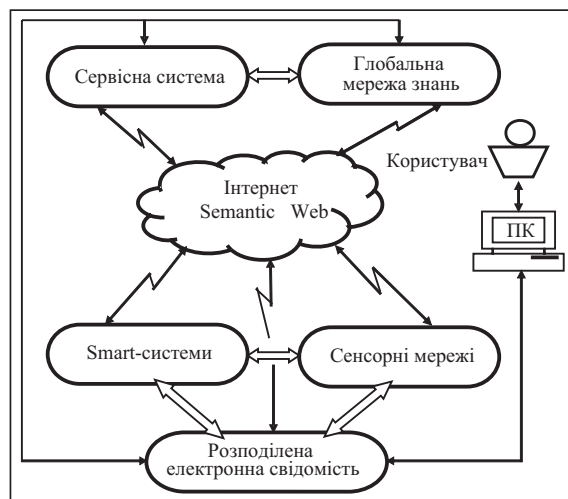 Сервісна система
Глобальна
мережа знань
Користувач
Інтернет
Semantic Web
ПК
Smart-системи
Сенсорні мережі
Розподілена
електронна свідомість